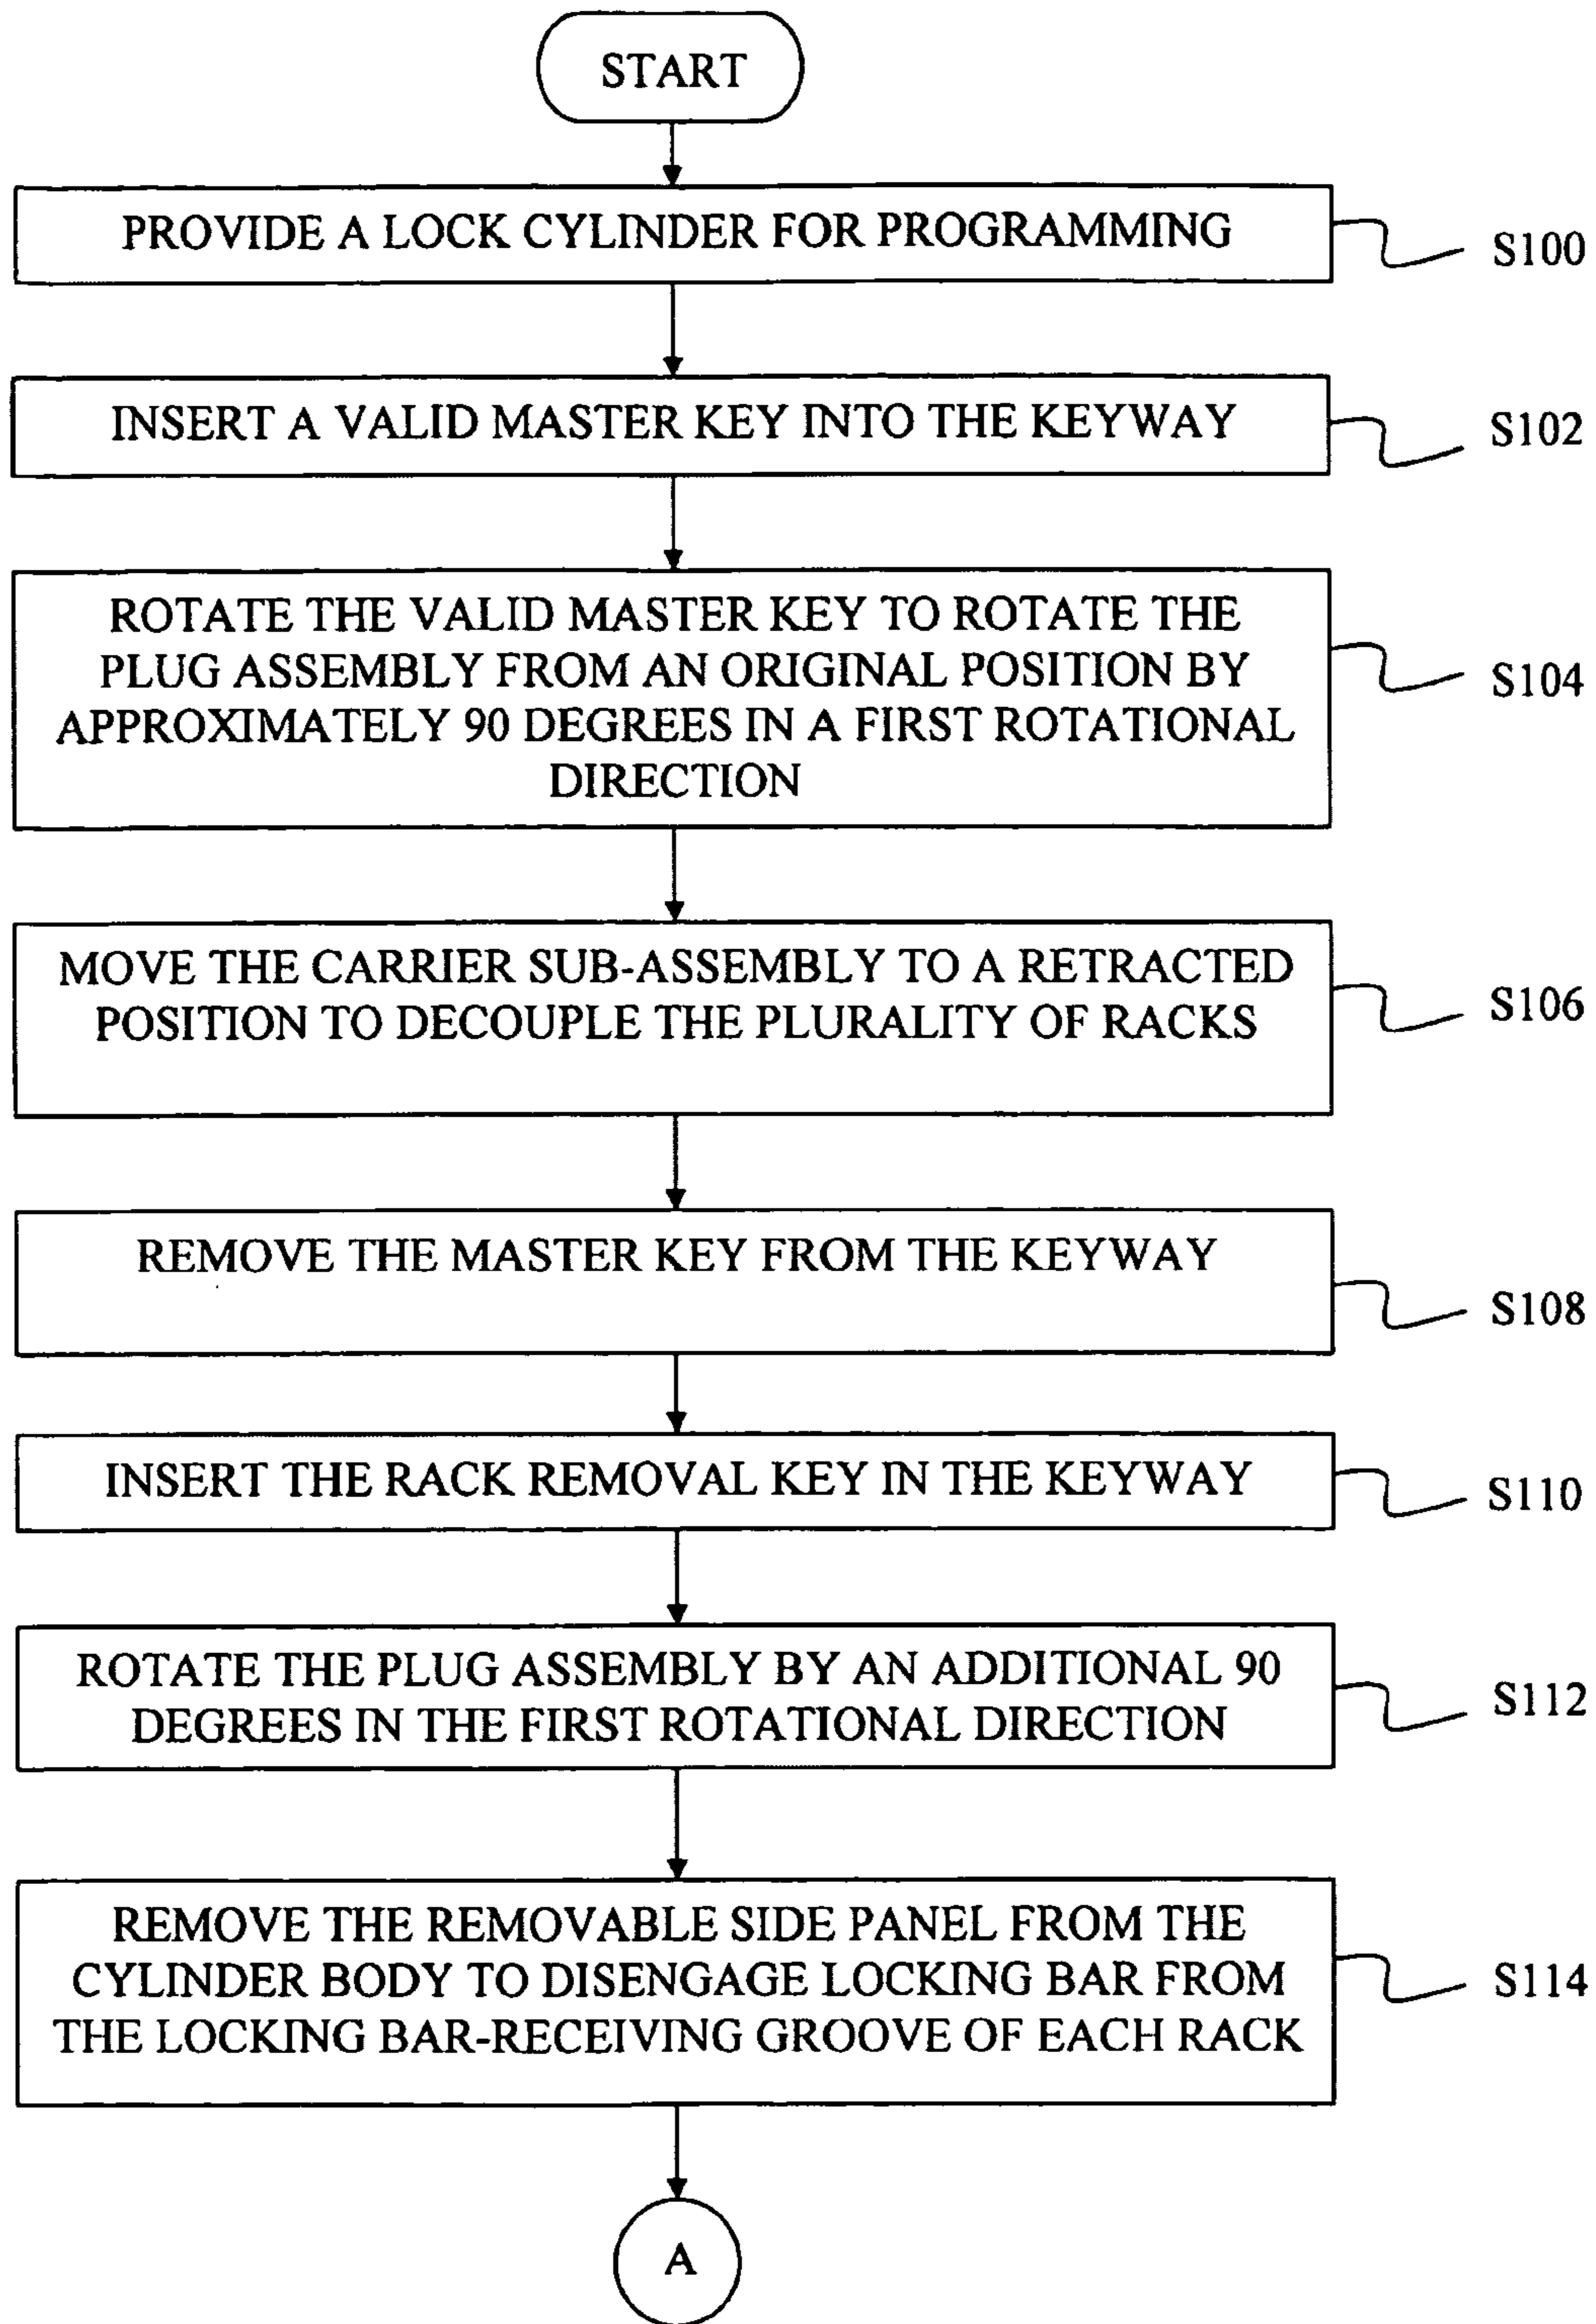 START
PROVIDE A LOCK CYLINDER FOR PROGRAMMING
S100
INSERT A VALID MASTER KEY INTO THE KEYWAY
S102
ROTATE THE VALID MASTER KEY TO ROTATE THE
PLUG ASSEMBLY FROM AN ORIGINAL POSITION BY
APPROXIMATELY 90 DEGREES IN A FIRST ROTATIONAL
DIRECTION
S104
MOVE THE CARRIER SUB-ASSEMBLY TO A RETRACTED
POSITION TO DECOUPLE THE PLURALITY OF RACKS
S106
REMOVE THE MASTER KEY FROM THE KEYWAY
S108
INSERT THE RACK REMOVAL KEY IN THE KEYWAY
S110
ROTATE THE PLUG ASSEMBLY BY AN ADDITIONAL 90
DEGREES IN THE FIRST ROTATIONAL DIRECTION
S112
REMOVE THE REMOVABLE SIDE PANEL FROM THE
CYLINDER BODY TO DISENGAGE LOCKING BAR FROM
THE LOCKING BAR-RECEIVING GROOVE OF EACH RACK
S114
A